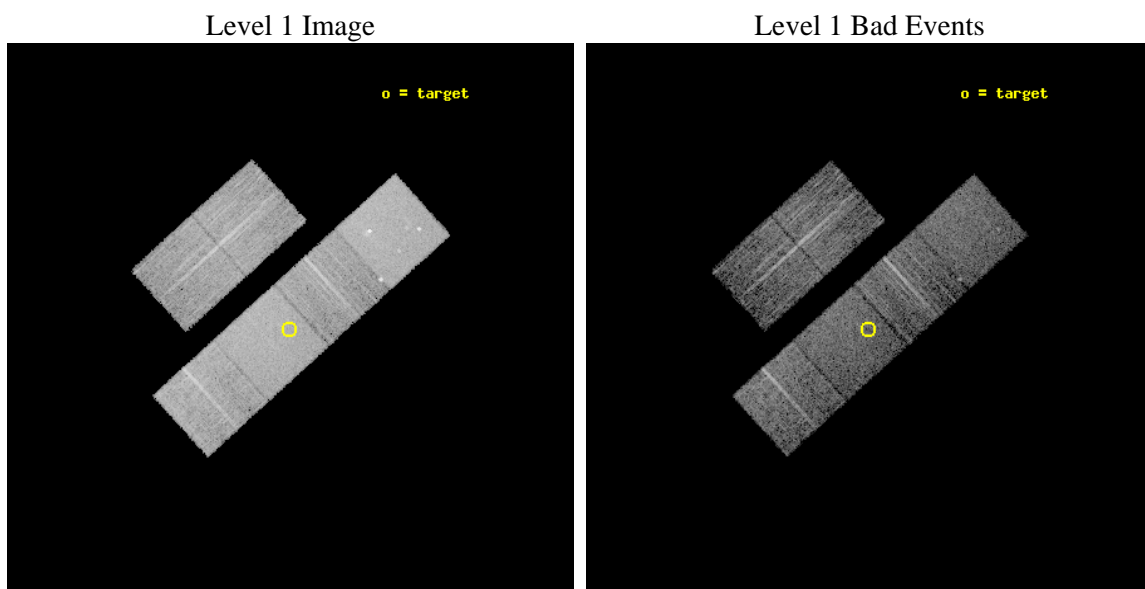 Level 1 Image
Level 1 Bad Events
o = target
o = target